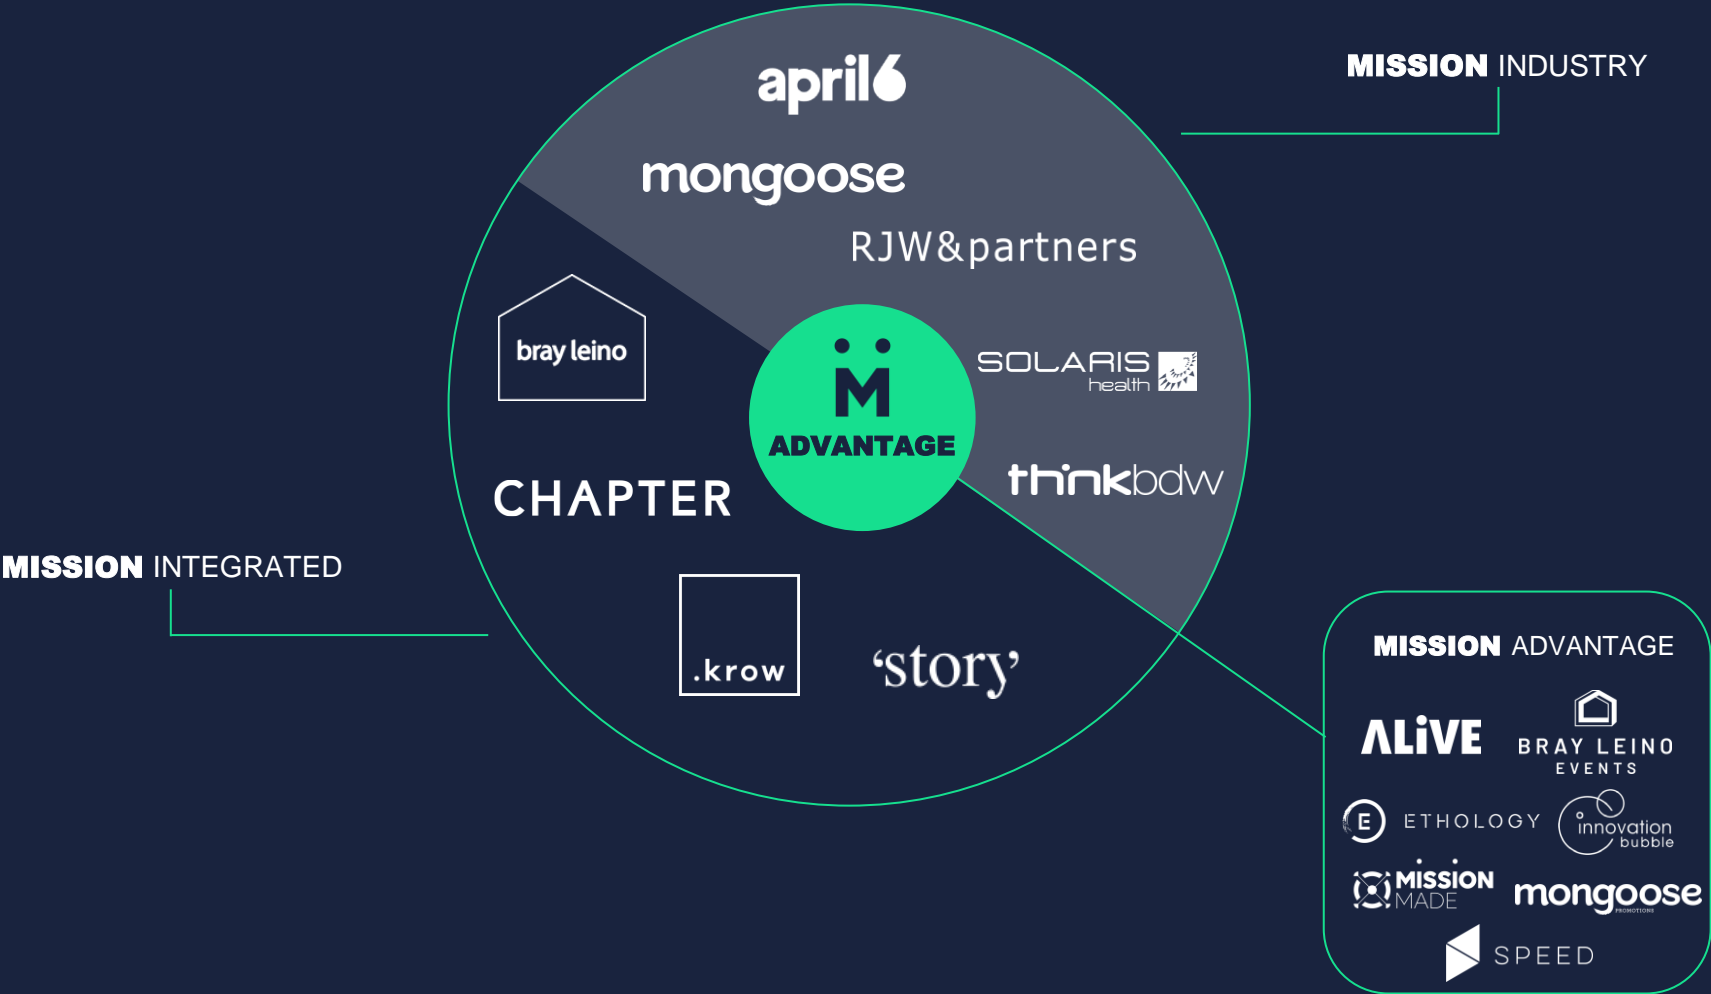 april6
MISSION INDUSTRY
mongoose
RJW&partners
bray leino
M
ADVANTAGE
SOLARIS
health
thinkbdw
CHAPTER
MISSION INTEGRATED
.krow
‘story’
MISSION ADVANTAGE
ALiVE
BRAY LEINO
EVENTS
E ETHOLOGY
innovation
bubble
MISSION
MADE
mongoose
PROMOTIONS
SPEED